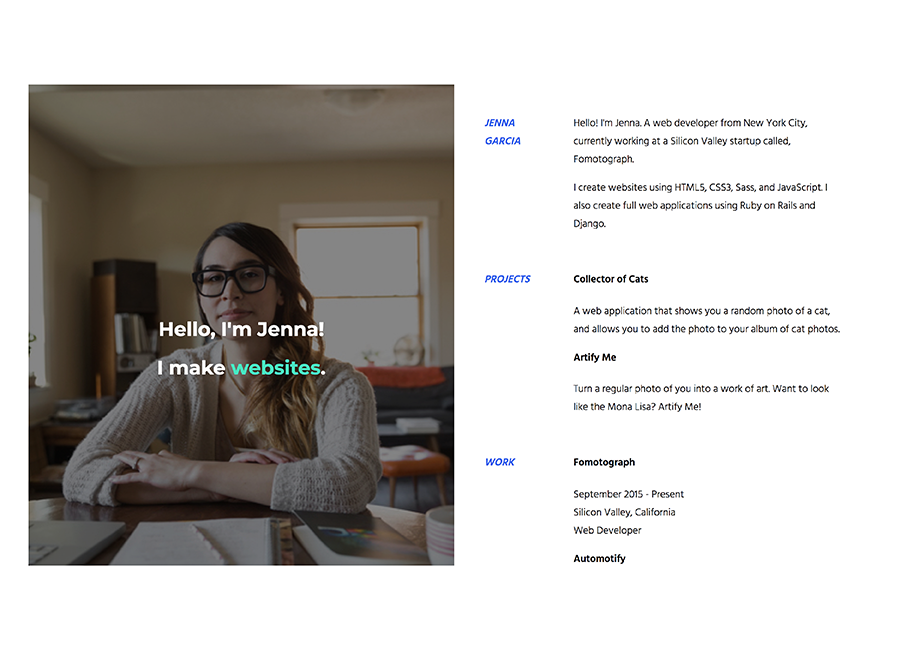 Hello, I'm Jenna!
I make websites.
JENNA
GARCIA
Hello! I'm Jenna. A web developer from New York City,
currently working at a Silicon Valley startup called,
Fomotograph.
I create websites using HTML5, CSS3, Sass, and JavaScript. I
also create full web applications using Ruby on Rails and
Django.
PROJECTS
Collector of Cats
A web application that shows you a random photo of a cat,
and allows you to add the photo to your album of cat photos.
Artify Me
Turn a regular photo of you into a work of art. Want to look
like the Mona Lisa? Artify Me!
WORK
Fomotograph
September 2015 - Present
Silicon Valley, California
Web Developer
Automotify